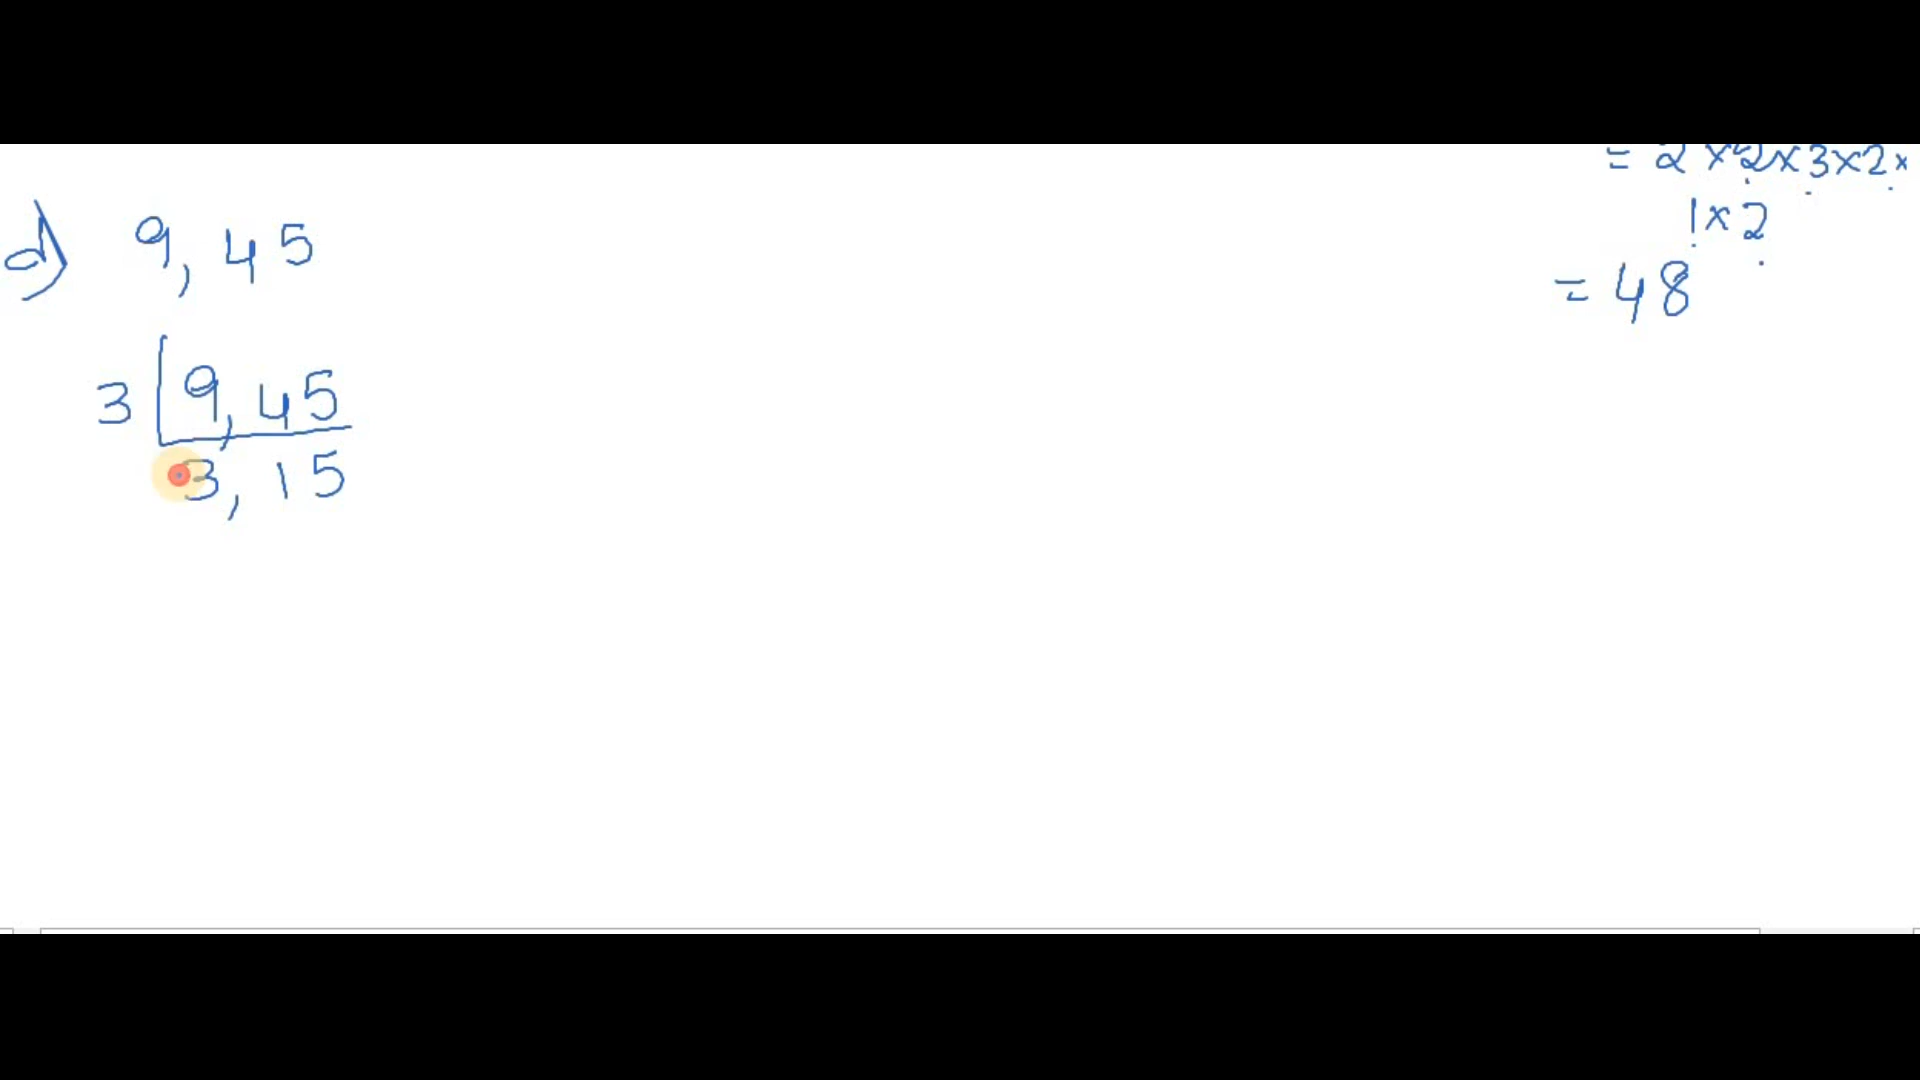 d) 9, 45
3 9, 45
3, 15
= 2 × 2 × 3 × 2 ×
1 × 2
= 48